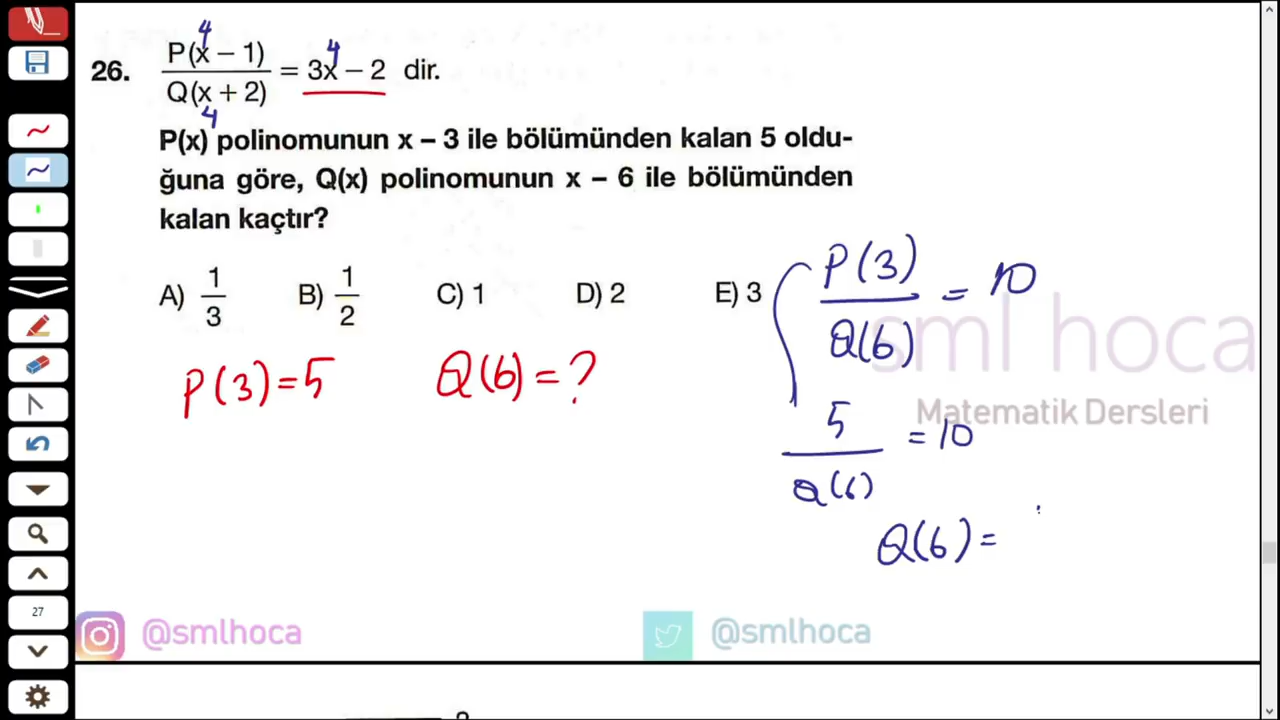 4
26. P(x − 1) / Q(x + 2) = 3x − 2 dir.
4
4
P(x) polinomunun x – 3 ile bölümünden kalan 5 oldu-
ğuna göre, Q(x) polinomunun x – 6 ile bölümünden
kalan kaçtır?
A) 1/3 B) 1/2 C) 1 D) 2 E) 3
P(3) / Q(6) = 10
P(3) = 5 Q(6) = ?
5 / Q(6) = 10
Q(6) =
sml hoca
Matematik Dersleri
@smlhoca @smlhoca
27